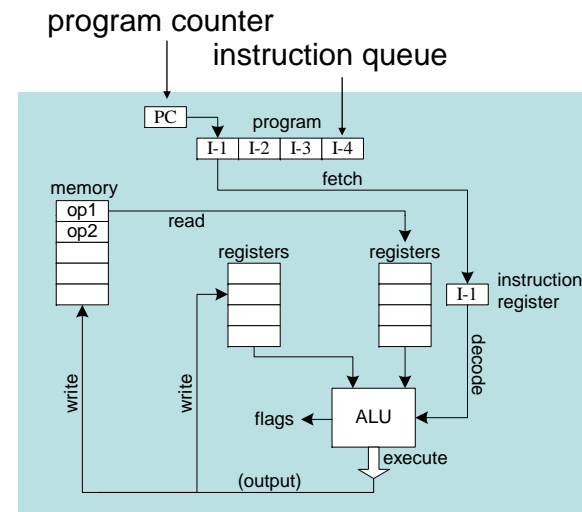 program counter
instruction queue
PC
program
I-1 I-2 I-3 I-4
fetch
memory
op1
op2
read
registers
registers
I-1
instruction
register
decode
write
write
flags
ALU
execute
(output)